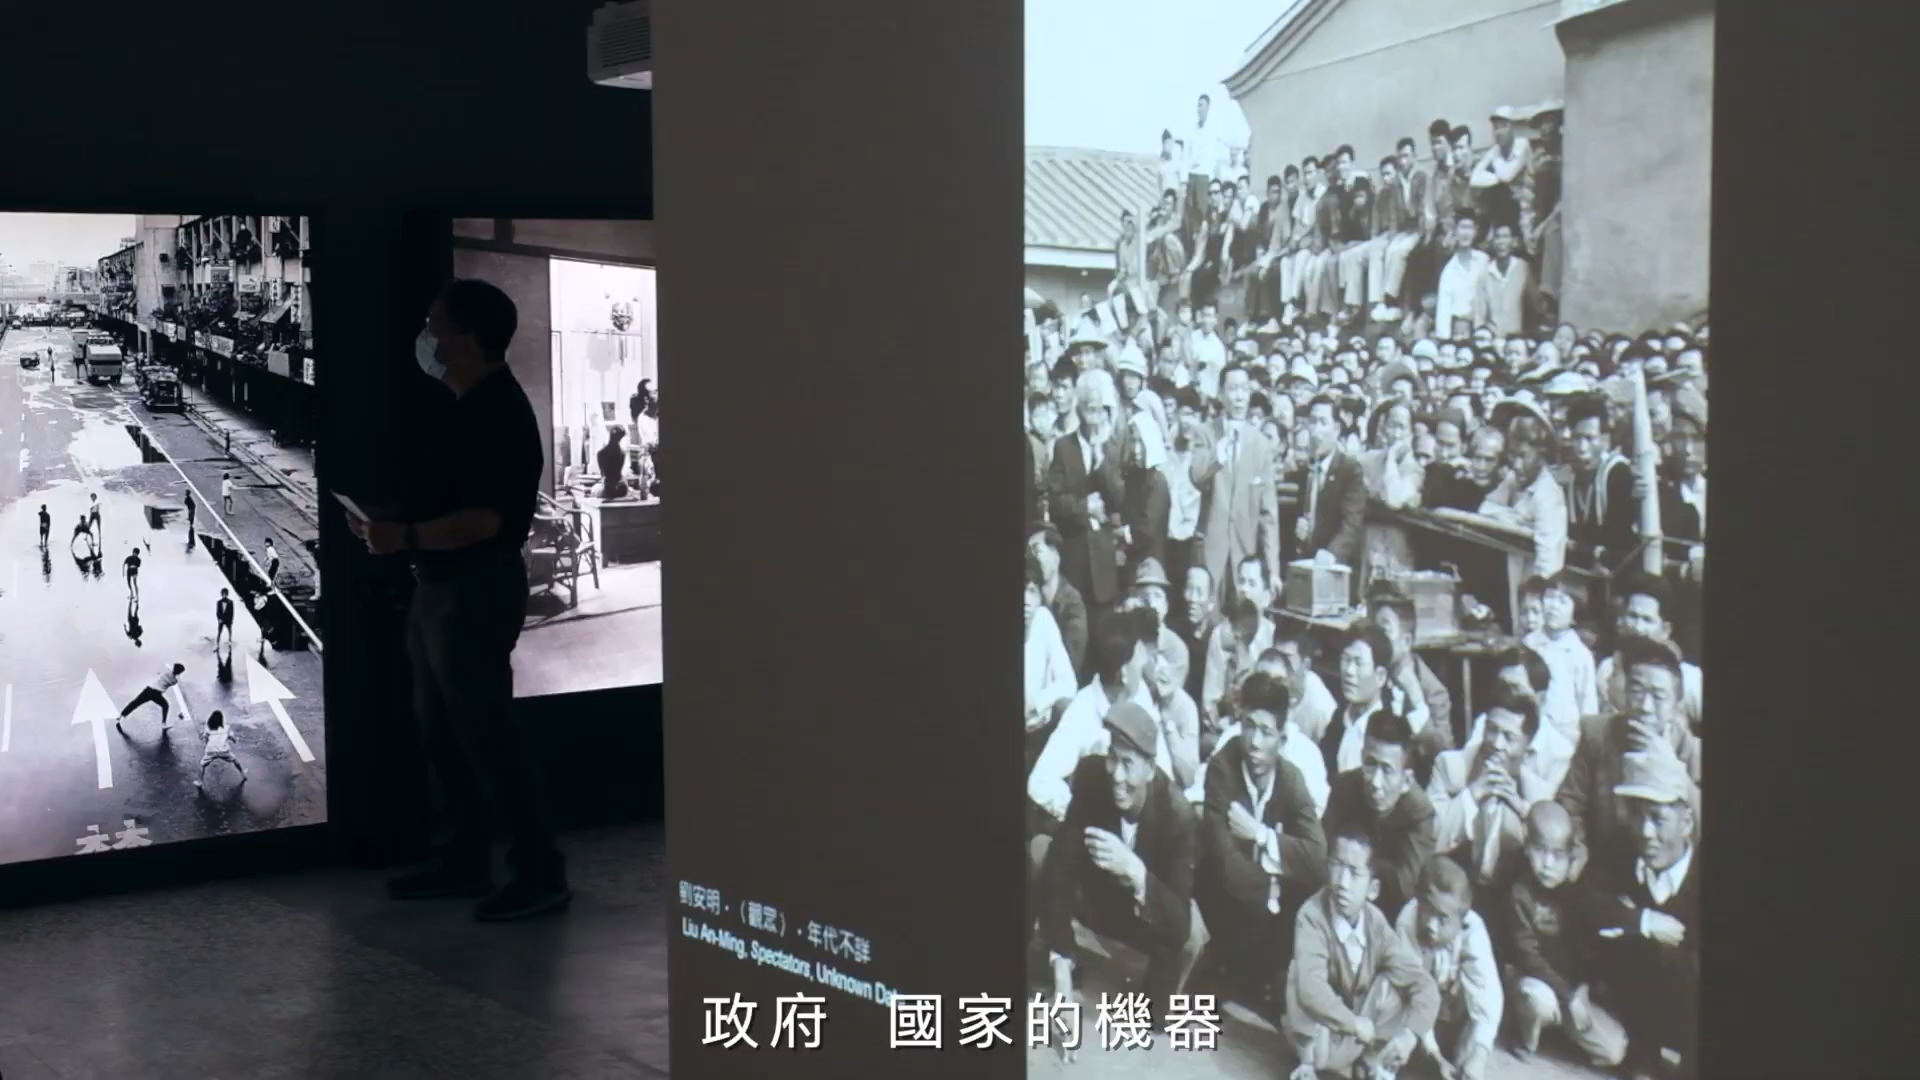 劉安明,〈觀眾〉,年代不詳
Liu An-Ming, Spectators, Unknown Da
政府 國家的機器